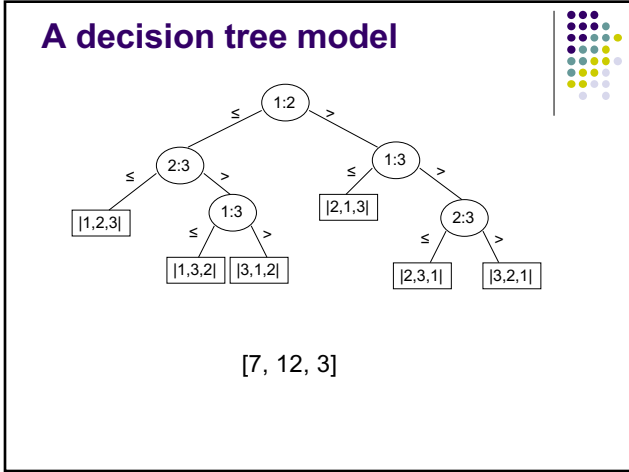 A decision tree model
1:2
≤ >
2:3 1:3
≤ > ≤ >
|1,2,3| 1:3 |2,1,3| 2:3
≤ > ≤ >
|1,3,2| |3,1,2| |2,3,1| |3,2,1|
[7, 12, 3]